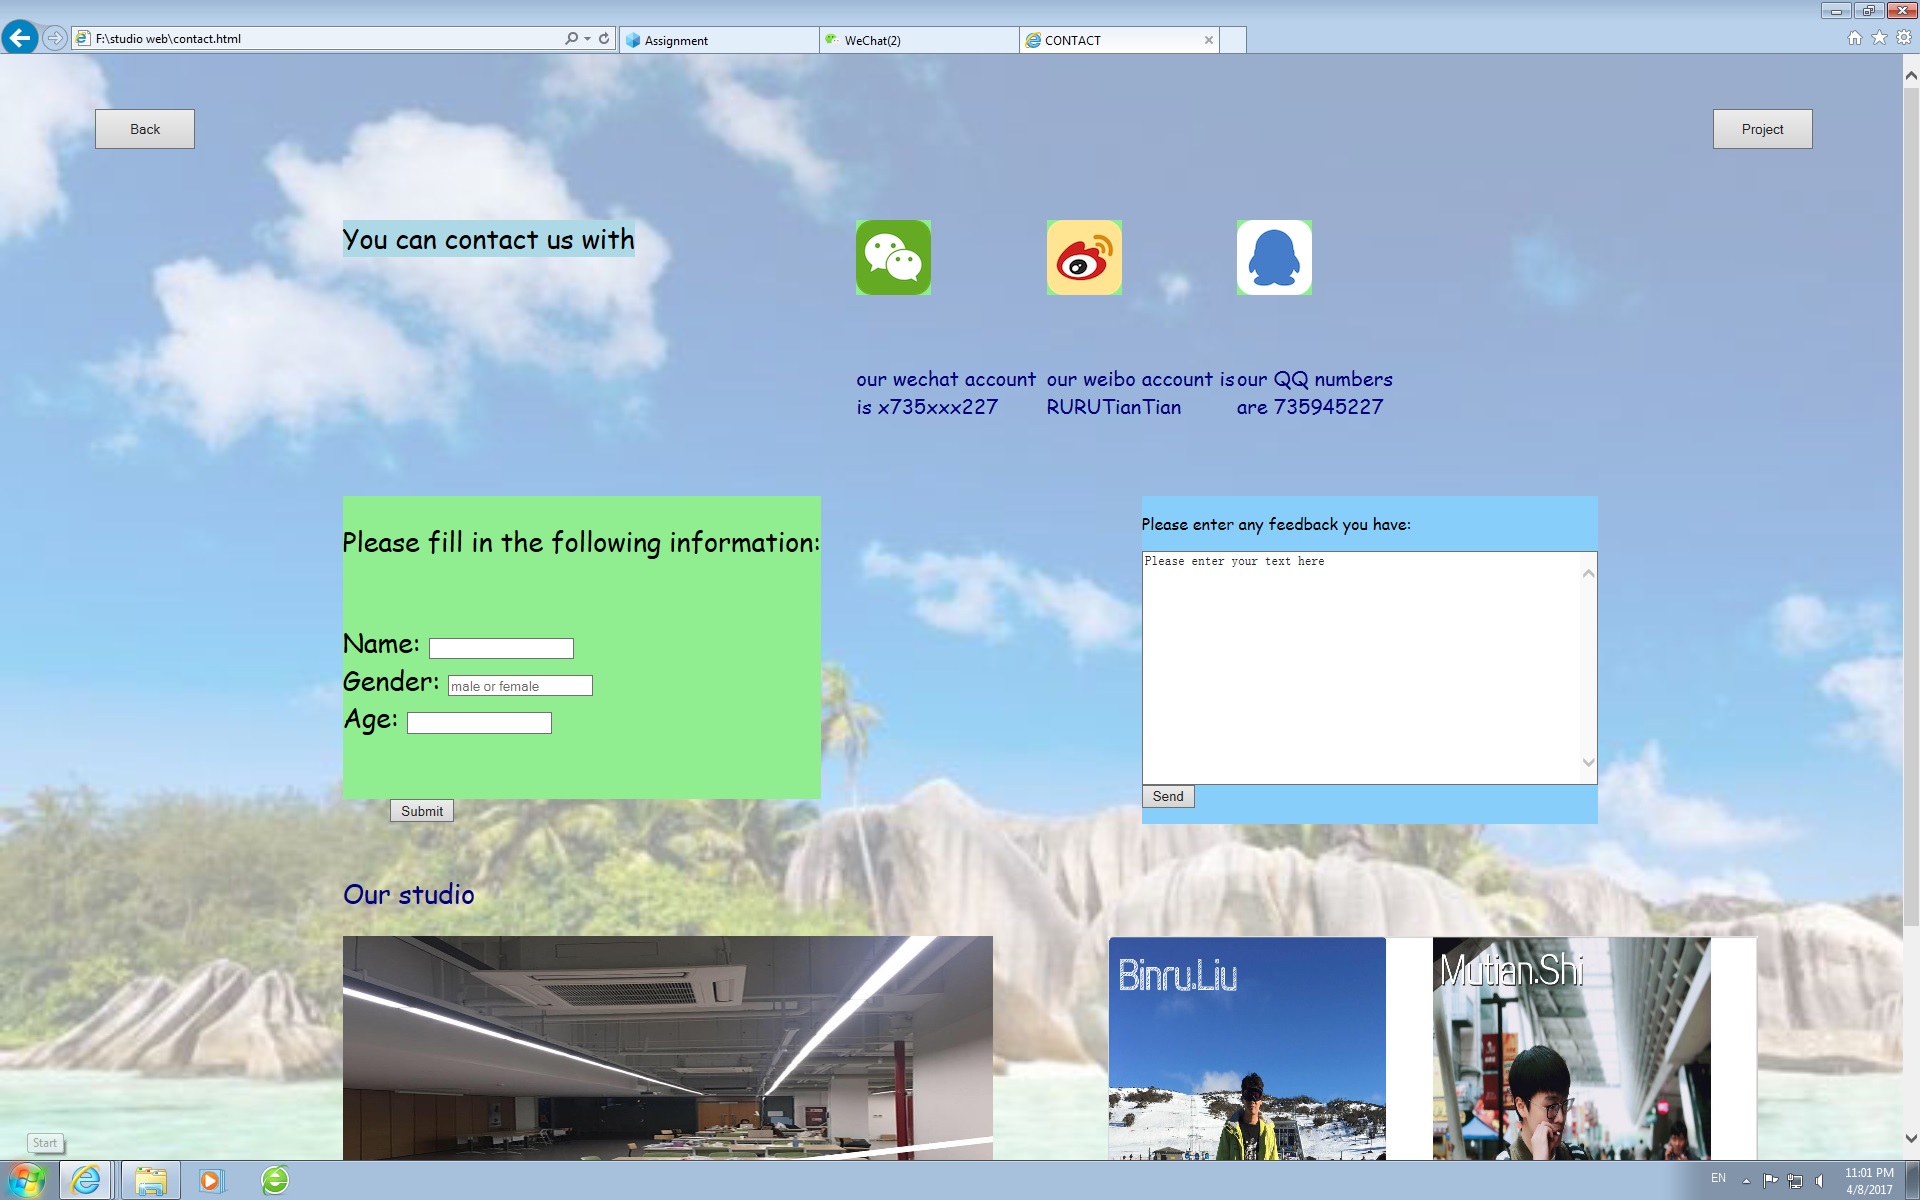 F:\studio web\contact.html
Assignment
WeChat(2)
CONTACT
Back
Project
You can contact us with
our wechat account
is x735xxx227
our weibo account is
RURUTianTian
our QQ numbers
are 735945227
Please fill in the following information:
Name:
Gender: male or female
Age:
Submit
Please enter any feedback you have:
Please enter your text here
Send
Our studio
Binru.Liu
Mutian.Shi
Start
EN
11:01 PM
4/8/2017